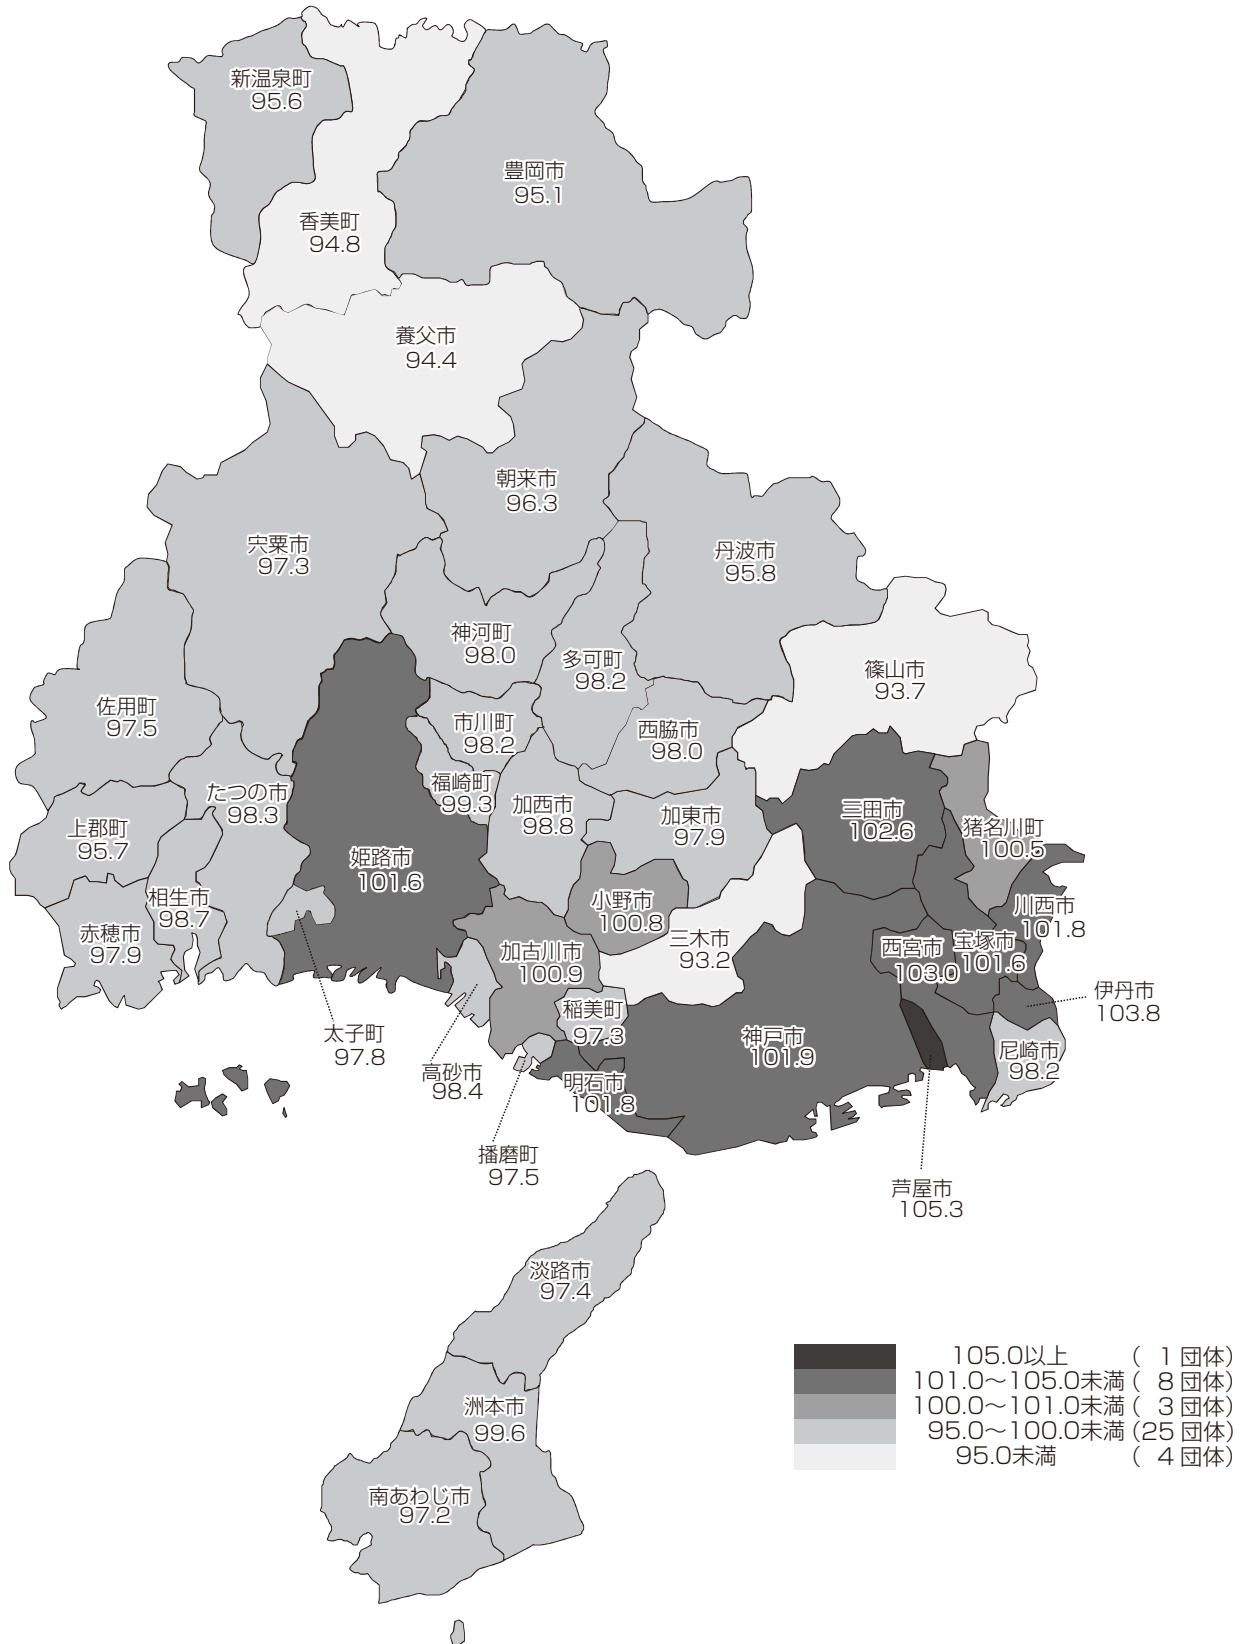 新温泉町
95.6
豊岡市
95.1
香美町
94.8
養父市
94.4
朝来市
96.3
宍粟市
97.3
丹波市
95.8
神河町
98.0
多可町
98.2
篠山市
93.7
佐用町
97.5
市川町
98.2
西脇市
98.0
たつの市
98.3
福崎町
99.3
加西市
98.8
加東市
97.9
三田市
102.6
猪名川町
100.5
上郡町
95.7
姫路市
101.6
相生市
98.7
小野市
100.8
川西市
101.8
赤穂市
97.9
三木市
93.2
加古川市
100.9
西宮市
103.0
宝塚市
101.6
伊丹市
103.8
稲美町
97.3
太子町
97.8
神戸市
101.9
尼崎市
98.2
高砂市
98.4
明石市
101.8
播磨町
97.5
芦屋市
105.3
淡路市
97.4
洲本市
99.6
南あわじ市
97.2
105.0以上 ( 1団体)
101.0～105.0未満 ( 8団体)
100.0～101.0未満 ( 3団体)
95.0～100.0未満 (25団体)
95.0未満 ( 4団体)